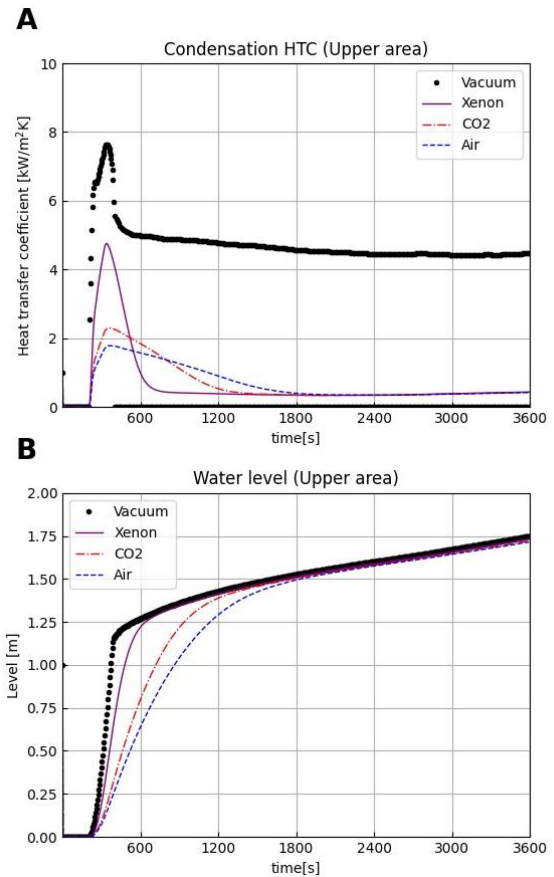 A
Condensation HTC (Upper area)
Heat transfer coefficient [kW/m²K]
10
8
6
4
2
0
Vacuum
Xenon
CO2
Air
600 1200 1800 2400 3000 3600
time[s]
B
Water level (Upper area)
Level [m]
2.00
1.75
1.50
1.25
1.00
0.75
0.50
0.25
0.00
Vacuum
Xenon
CO2
Air
600 1200 1800 2400 3000 3600
time[s]